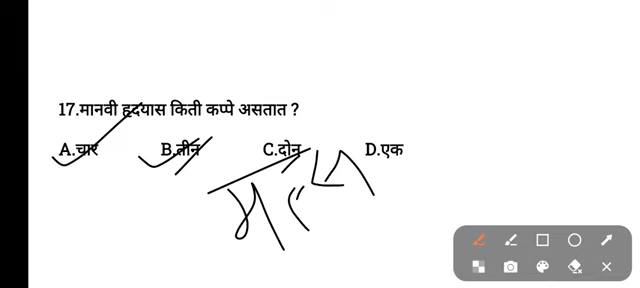 17.मानवी हृदयास किती कप्पे असतात ?
A.चार B.तीन C.दोन D.एक